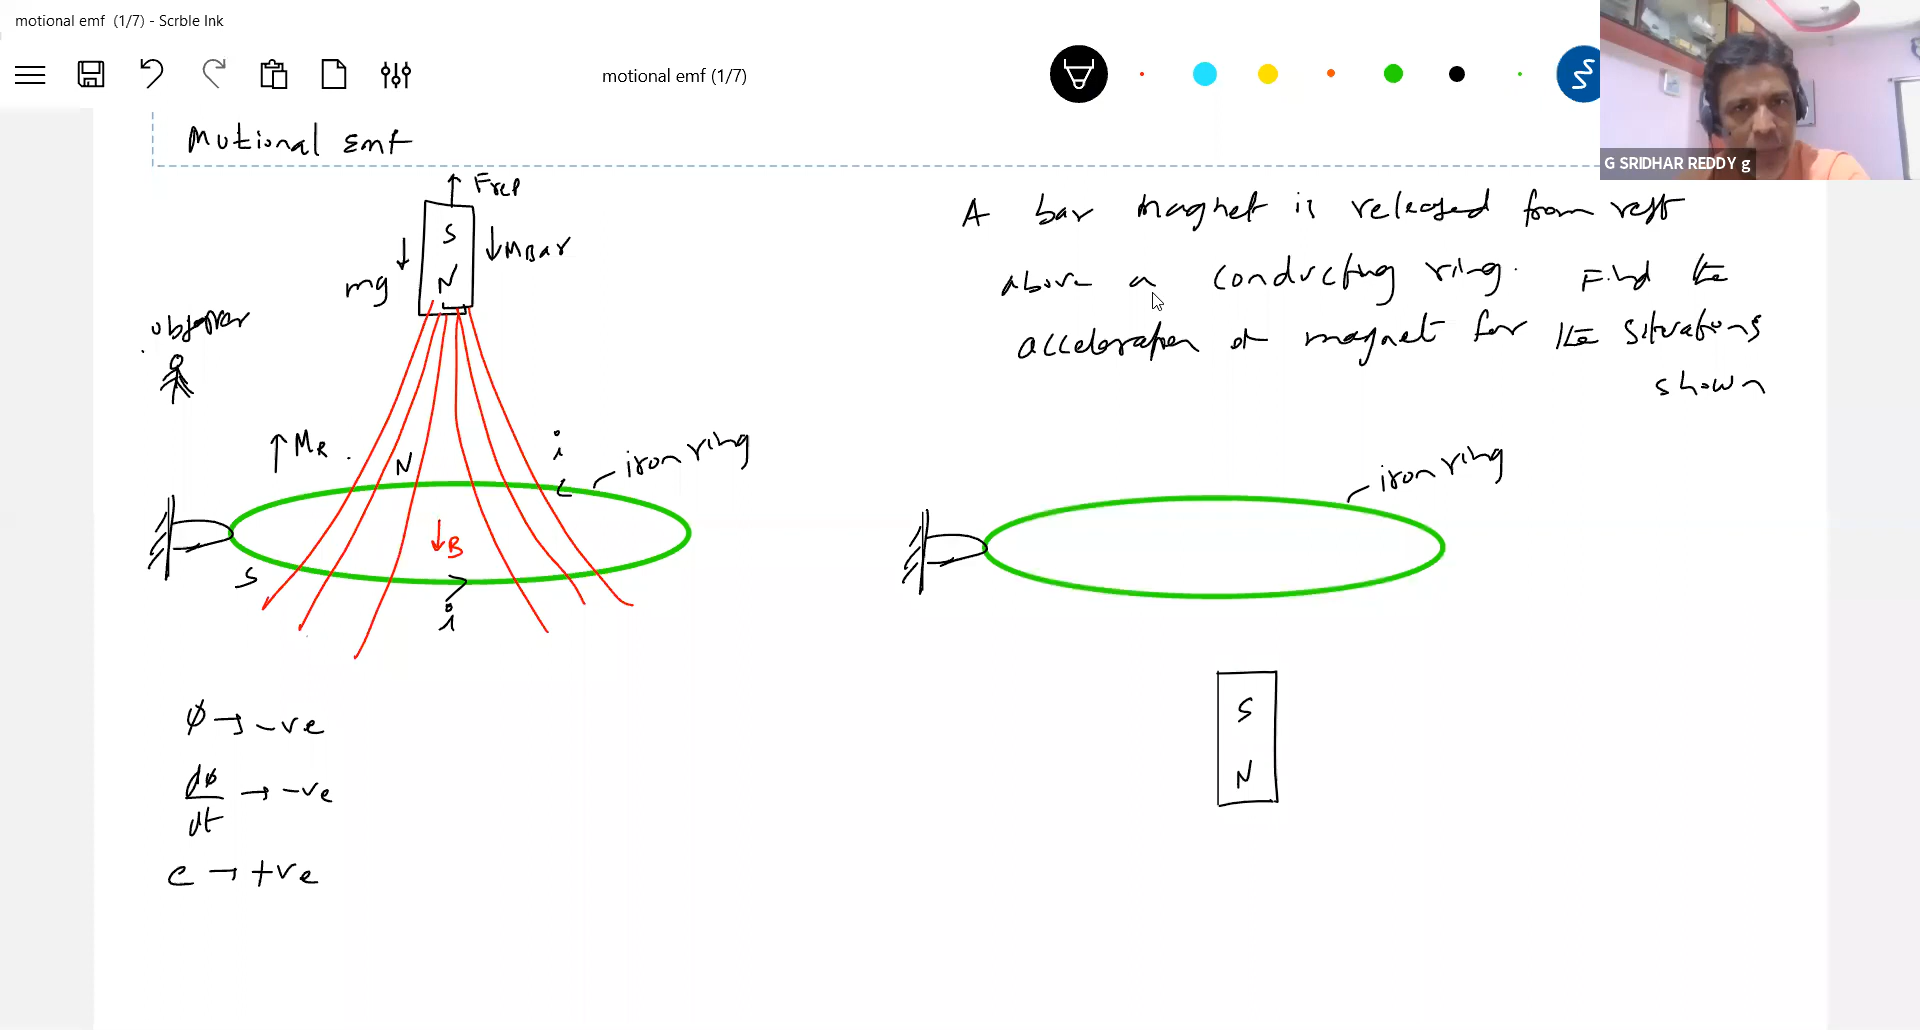 motional emf (1/7) - Scrble Ink
motional emf (1/7)
G SRIDHAR REDDY g
Motional Emf
Frep
S
N
mg
MBar
observer
A bar magnet is released from rest
above a conducting ring. Find the
acceleration of magnet for the situations
shown
MR
N
i
iron ring
B
S
i
iron ring
S
N
φ → -ve
dφ
dt
→ -ve
e → +ve